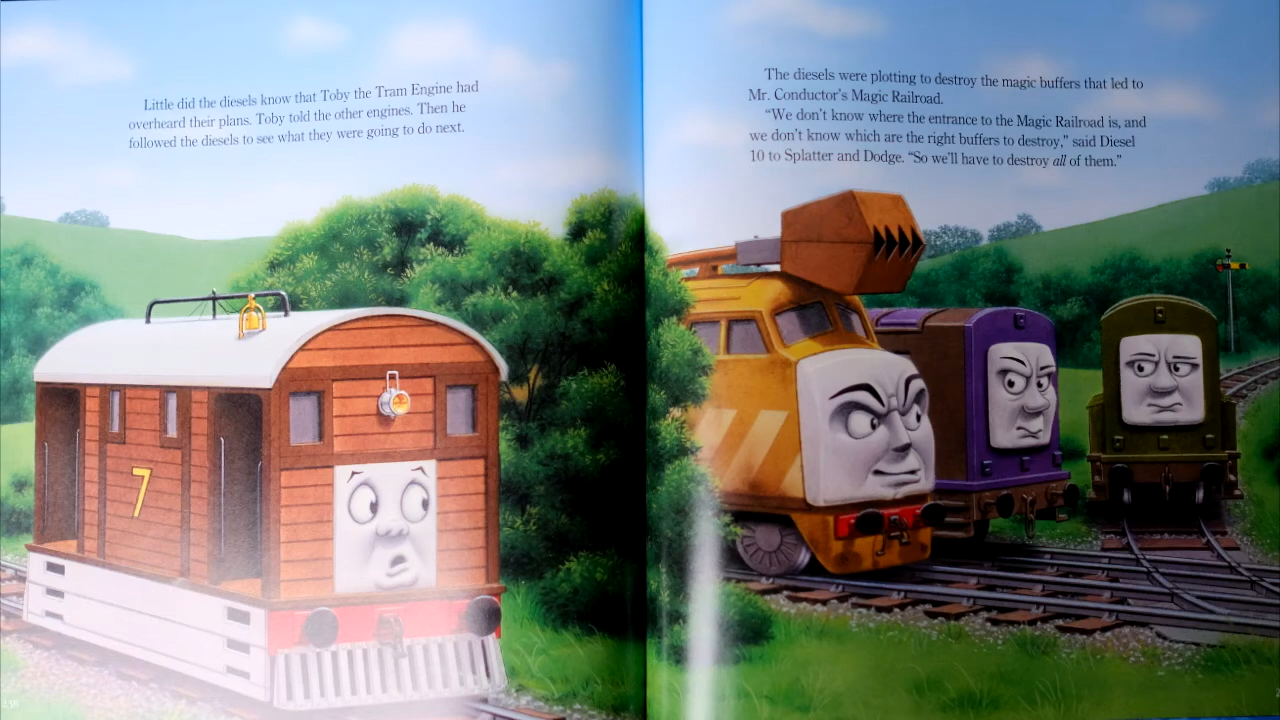 Little did the diesels know that Toby the Tram Engine had
overheard their plans. Toby told the other engines. Then he
followed the diesels to see what they were going to do next.
7
The diesels were plotting to destroy the magic buffers that led to
Mr. Conductor's Magic Railroad.
“We don't know where the entrance to the Magic Railroad is, and
we don't know which are the right buffers to destroy,” said Diesel
10 to Splatter and Dodge. “So we'll have to destroy all of them.”